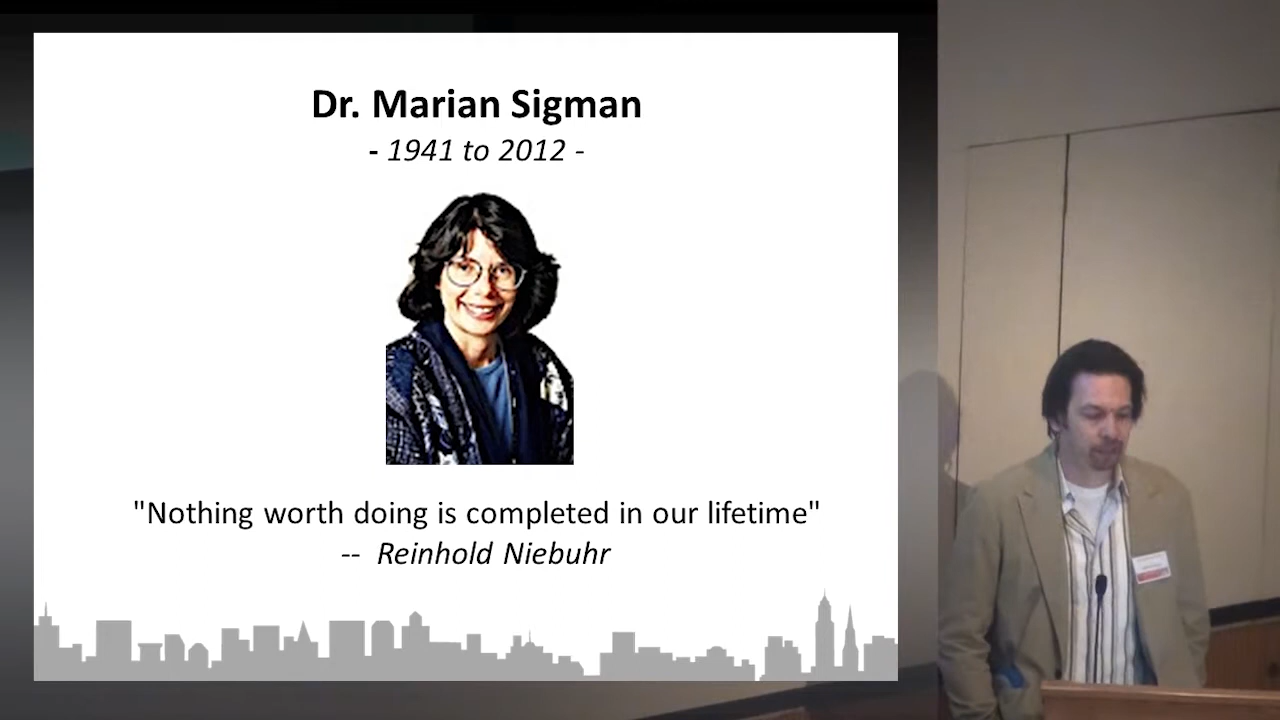 Dr. Marian Sigman
- 1941 to 2012 -
"Nothing worth doing is completed in our lifetime"
-- Reinhold Niebuhr